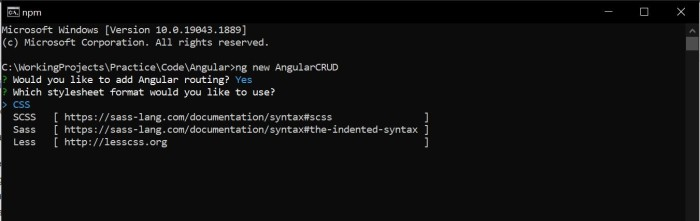 npm
Microsoft Windows [Version 10.0.19043.1889]
(c) Microsoft Corporation. All rights reserved.
C:\WorkingProjects\Practice\Code\Angular>ng new AngularCRUD
? Would you like to add Angular routing? Yes
? Which stylesheet format would you like to use?
> CSS
SCSS [ https://sass-lang.com/documentation/syntax#scss ]
Sass [ https://sass-lang.com/documentation/syntax#the-indented-syntax ]
Less [ http://lesscss.org ]